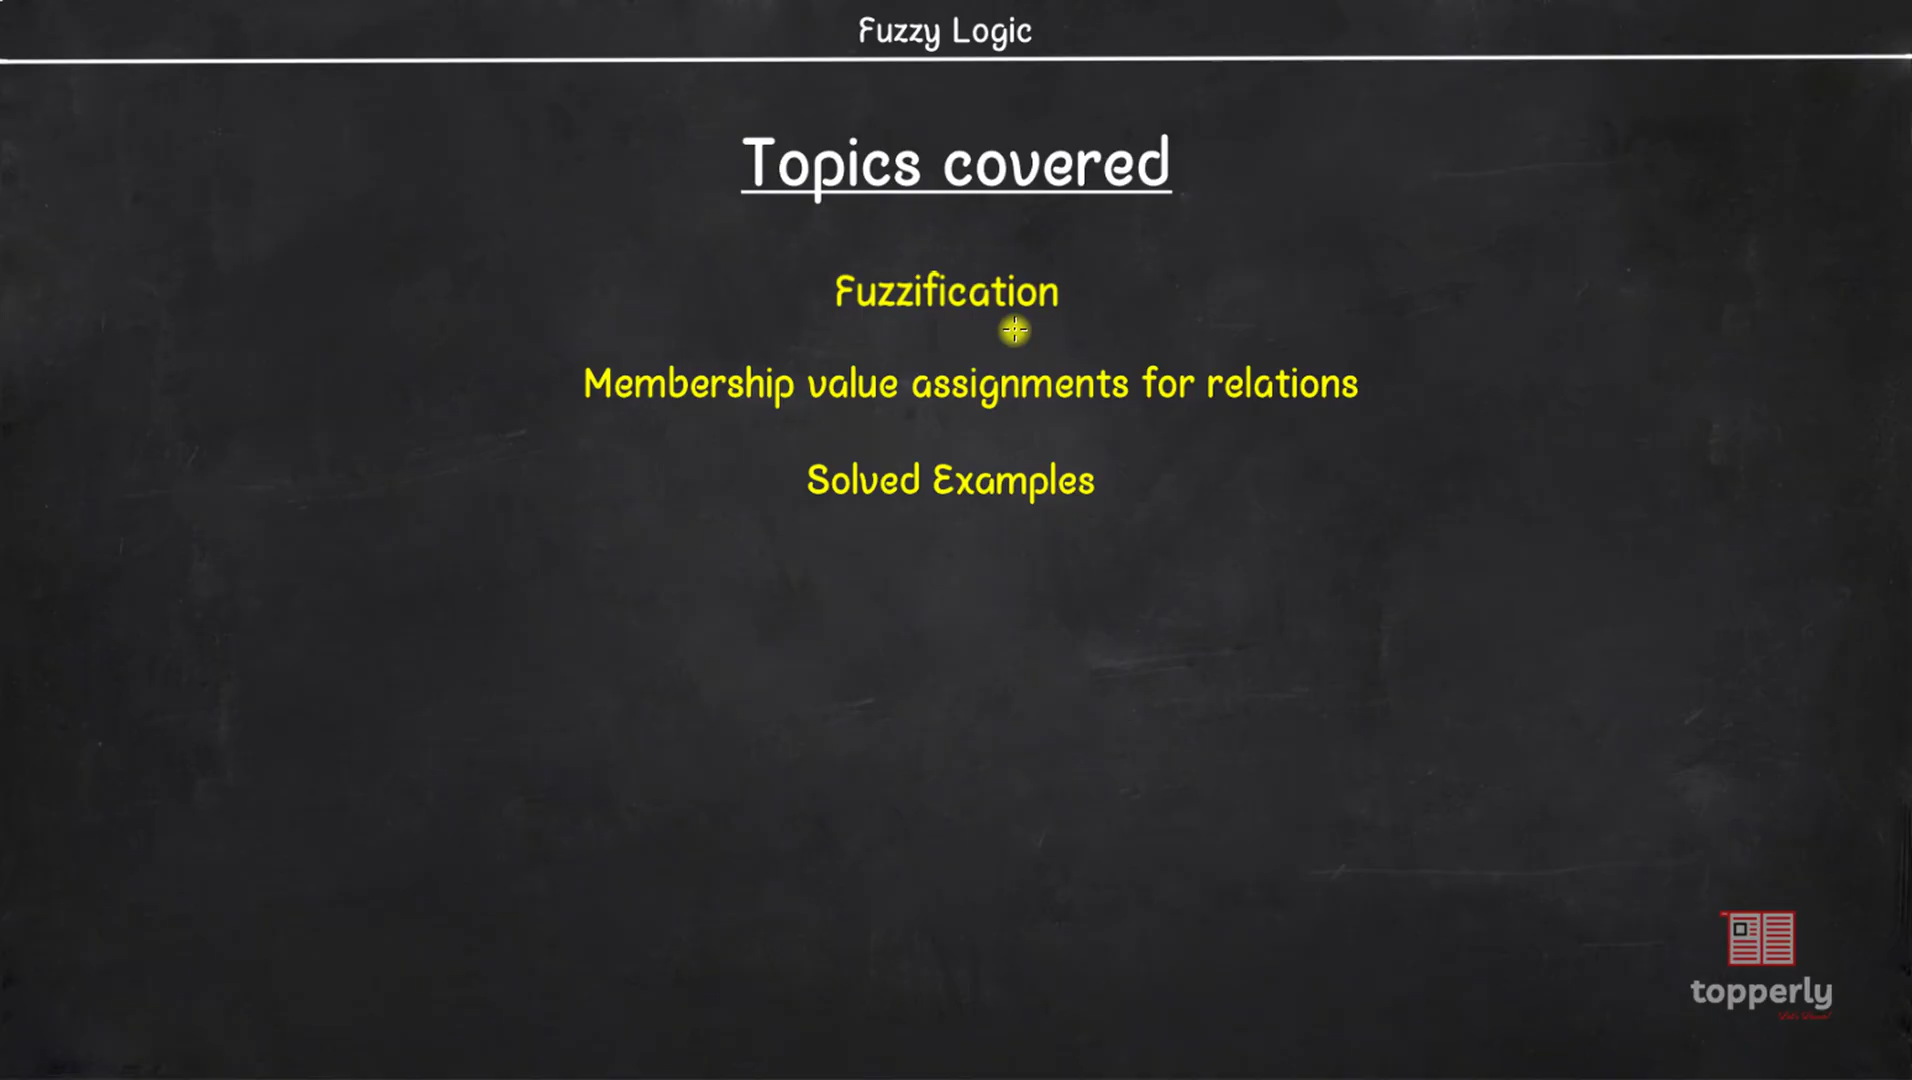 Fuzzy Logic
Topics covered
Fuzzification
Membership value assignments for relations
Solved Examples
topperly